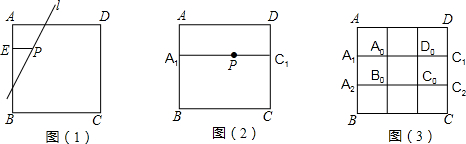 A l D
E P
B C
图（1）
A D
A₁ P C₁
B C
图（2）
A D
A₁ A₀ D₀ C₁
A₂ B₀ C₀ C₂
B C
图（3）